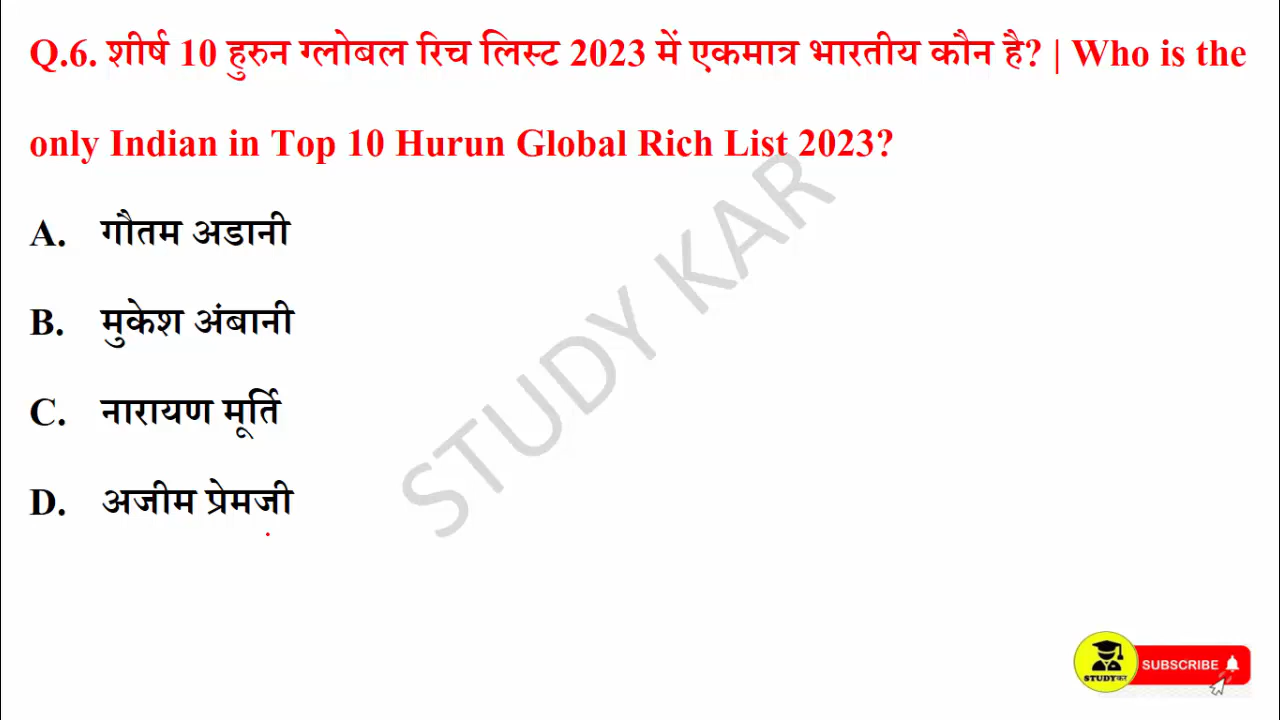 Q.6. शीर्ष 10 हुरुन ग्लोबल रिच लिस्ट 2023 में एकमात्र भारतीय कौन है? | Who is the
only Indian in Top 10 Hurun Global Rich List 2023?
A. गौतम अडानी
B. मुकेश अंबानी
C. नारायण मूर्ति
D. अजीम प्रेमजी
STUDY KAR
STUDYकर
SUBSCRIBE